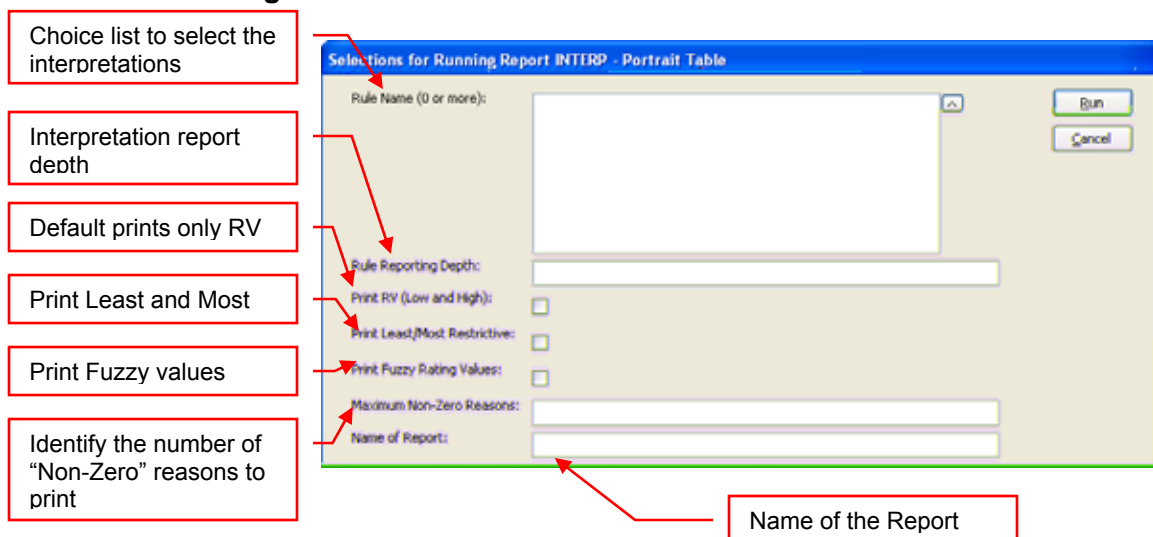 Choice list to select the
interpretations
Interpretation report
depth
Default prints only RV
Print Least and Most
Print Fuzzy values
Identify the number of
“Non-Zero” reasons to
print
Selections for Running Report INTERP - Portrait Table
Rule Name (0 or more):
Run
Cancel
Rule Reporting Depth:
Print RV (Low and High):
Print Least/Most Restrictive:
Print Fuzzy Rating Values:
Maximum Non-Zero Reasons:
Name of Report:
Name of the Report